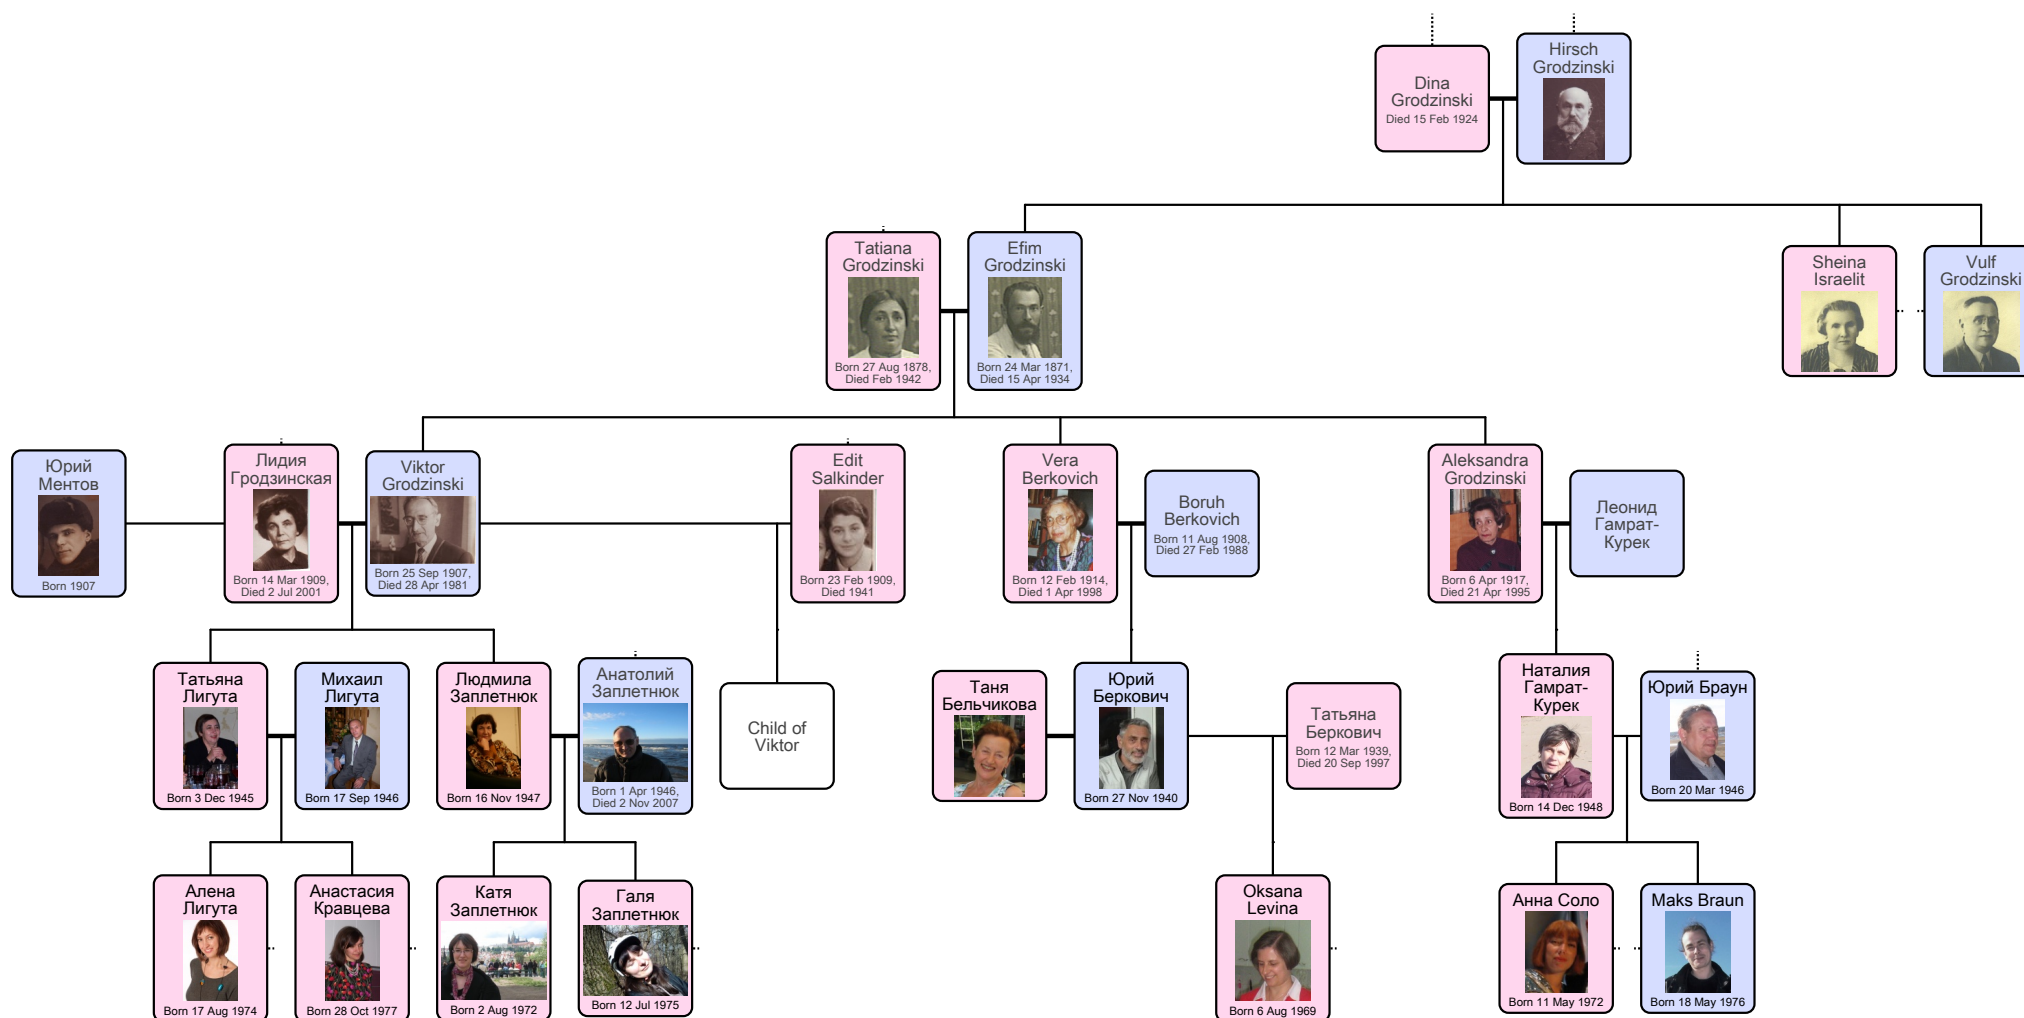 Dina
Grodzinski
Died 15 Feb 1924
Hirsch
Grodzinski
Tatiana
Grodzinski
Born 27 Aug 1878,
Died Feb 1942
Efim
Grodzinski
Born 24 Mar 1871,
Died 15 Apr 1934
Sheina
Israelit
Vulf
Grodzinski
Юрий
Ментов
Born 1907
Лидия
Гродзинская
Born 14 Mar 1909,
Died 2 Jul 2001
Viktor
Grodzinski
Born 25 Sep 1907,
Died 28 Apr 1981
Edit
Salkinder
Born 23 Feb 1909,
Died 1941
Vera
Berkovich
Born 12 Feb 1914,
Died 1 Apr 1998
Boruh
Berkovich
Born 11 Aug 1908,
Died 27 Feb 1988
Aleksandra
Grodzinski
Born 6 Apr 1917,
Died 21 Apr 1995
Леонид
Гамрат-
Курек
Татьяна
Лигута
Born 3 Dec 1945
Михаил
Лигута
Born 17 Sep 1946
Людмила
Заплетнюк
Born 16 Nov 1947
Анатолий
Заплетнюк
Born 1 Apr 1946,
Died 2 Nov 2007
Child of
Viktor
Таня
Бельчикова
Юрий
Беркович
Born 27 Nov 1940
Татьяна
Беркович
Born 12 Mar 1939,
Died 20 Sep 1997
Наталия
Гамрат-
Курек
Born 14 Dec 1948
Юрий Браун
Born 20 Mar 1946
Алена
Лигута
Born 17 Aug 1974
Анастасия
Кравцева
Born 28 Oct 1977
Катя
Заплетнюк
Born 2 Aug 1972
Галя
Заплетнюк
Born 12 Jul 1975
Oksana
Levina
Born 6 Aug 1969
Анна Соло
Born 11 May 1972
Maks Braun
Born 18 May 1976